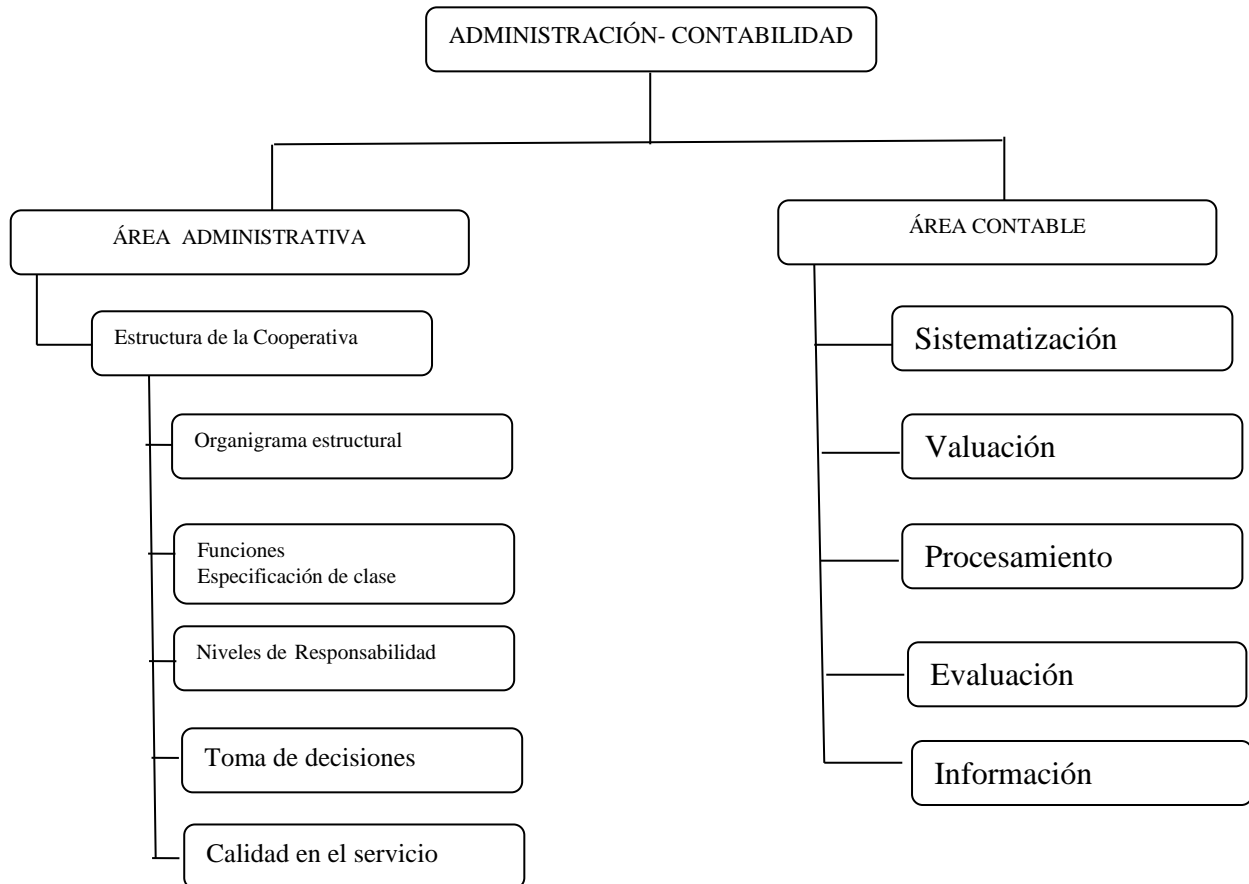 ADMINISTRACIÓN- CONTABILIDAD
ÁREA ADMINISTRATIVA
Estructura de la Cooperativa
Organigrama estructural
Funciones
Especificación de clase
Niveles de Responsabilidad
Toma de decisiones
Calidad en el servicio
ÁREA CONTABLE
Sistematización
Valuación
Procesamiento
Evaluación
Información